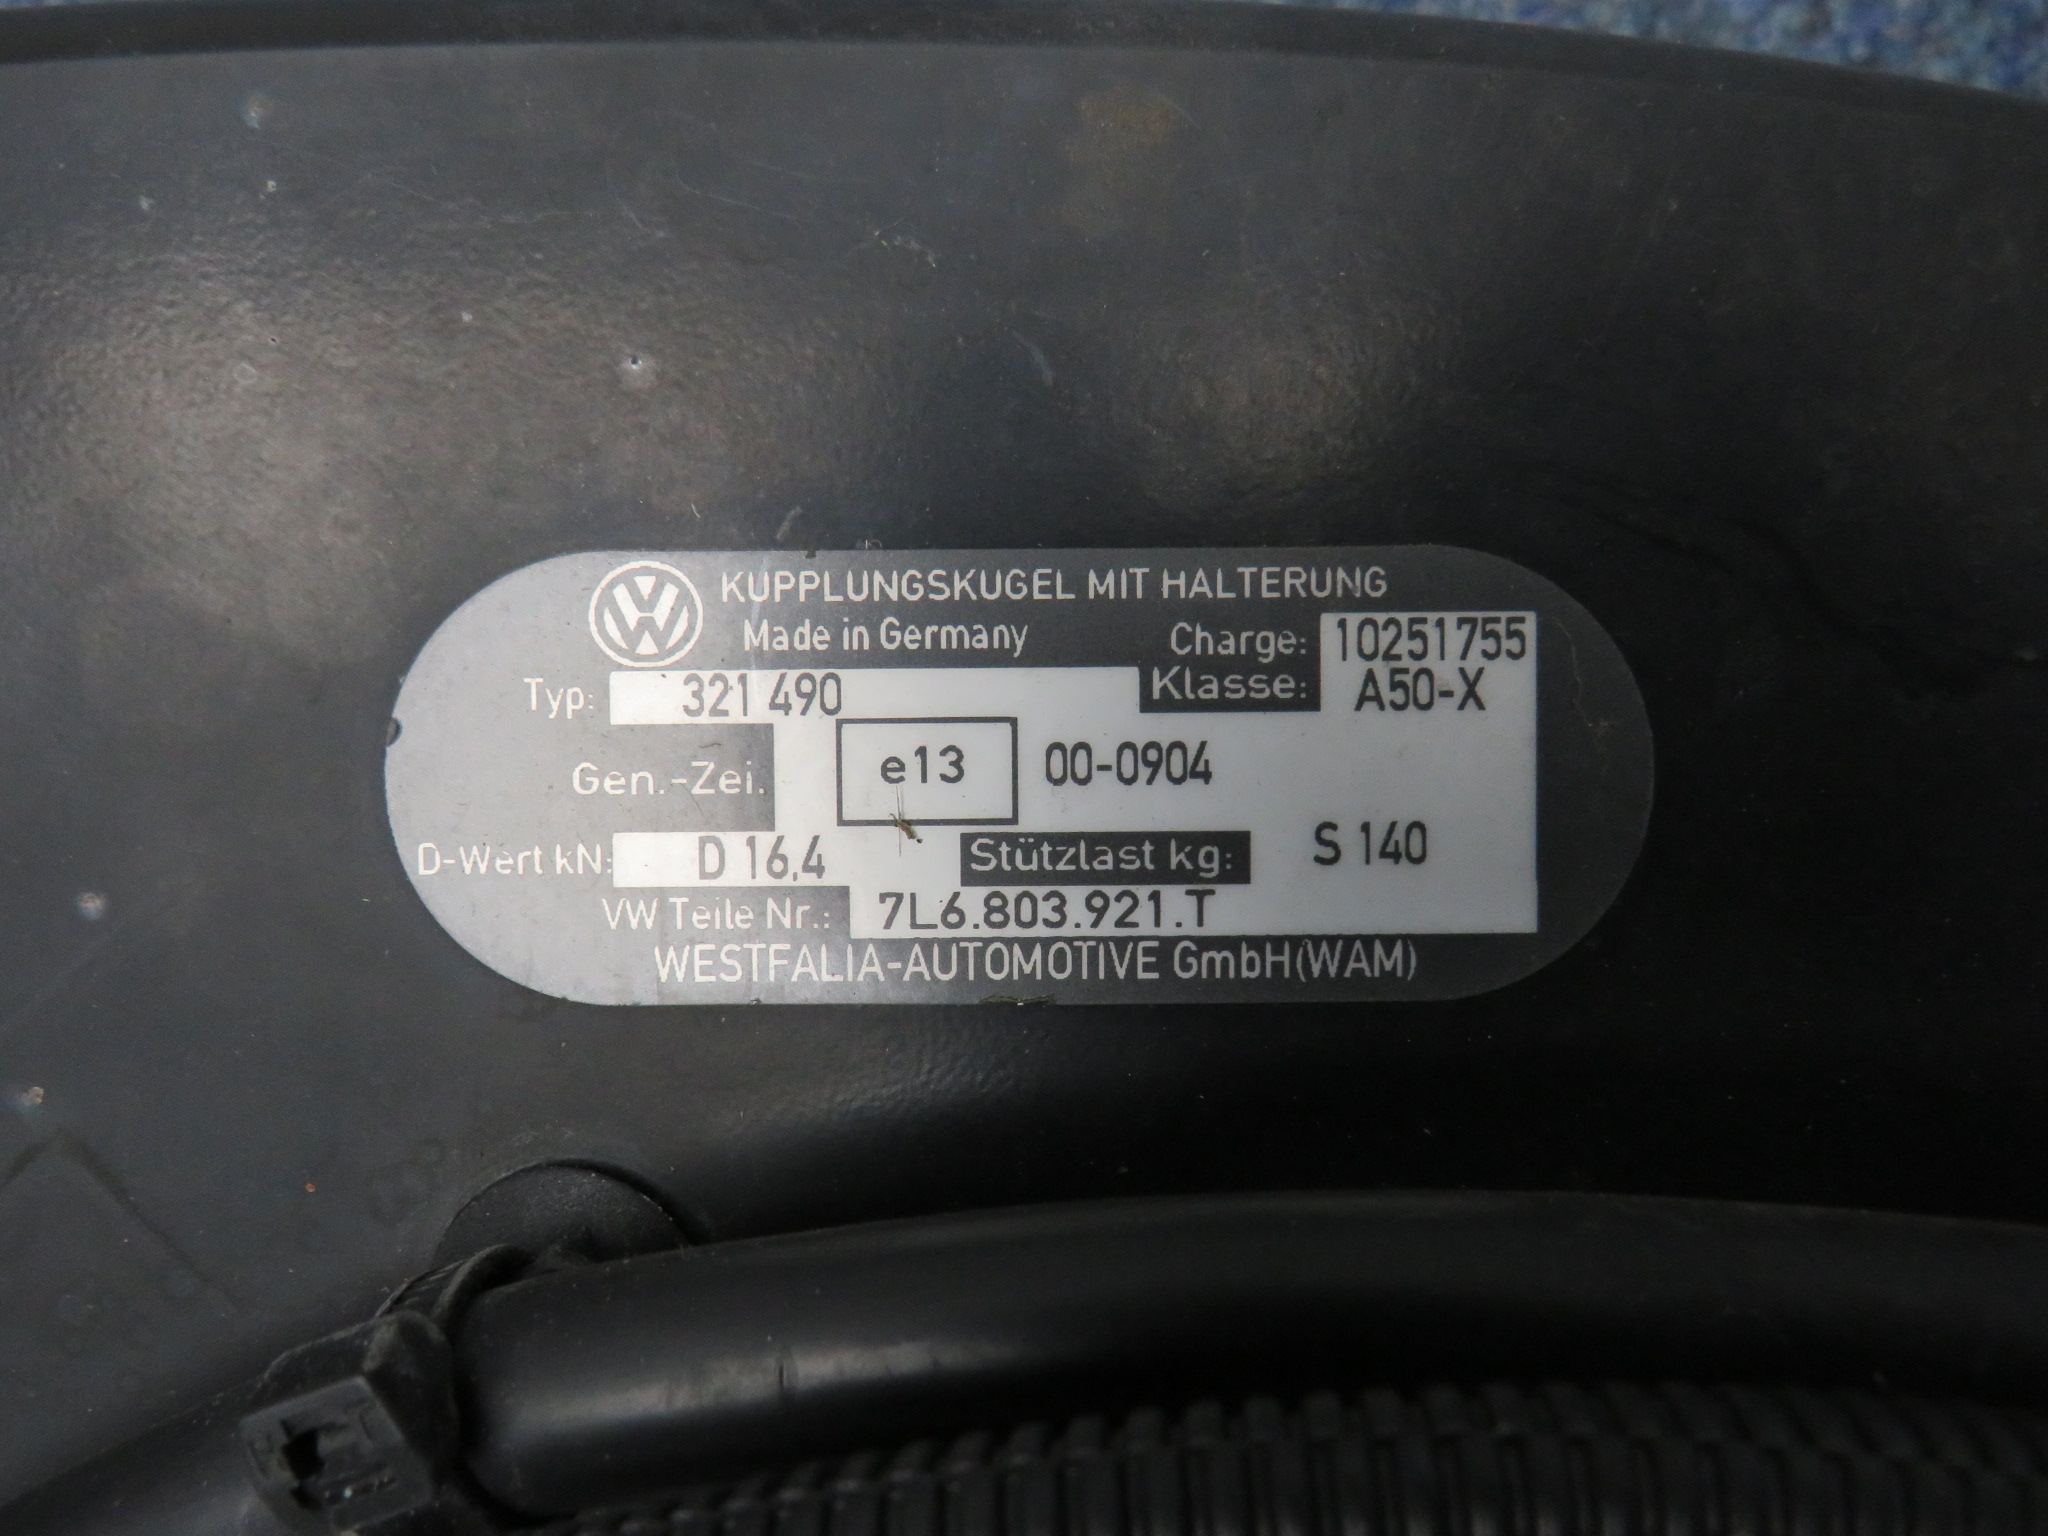 KUPPLUNGSKUGEL MIT HALTERUNG
Made in Germany Charge: 10251755
Typ: 321 490 Klasse: A50-X
Gen.-Zei. e13 00-0904
D-Wert kN: D 16,4 Stützlast kg: S 140
VW Teile Nr.: 7L6.803.921.T
WESTFALIA-AUTOMOTIVE GmbH(WAM)